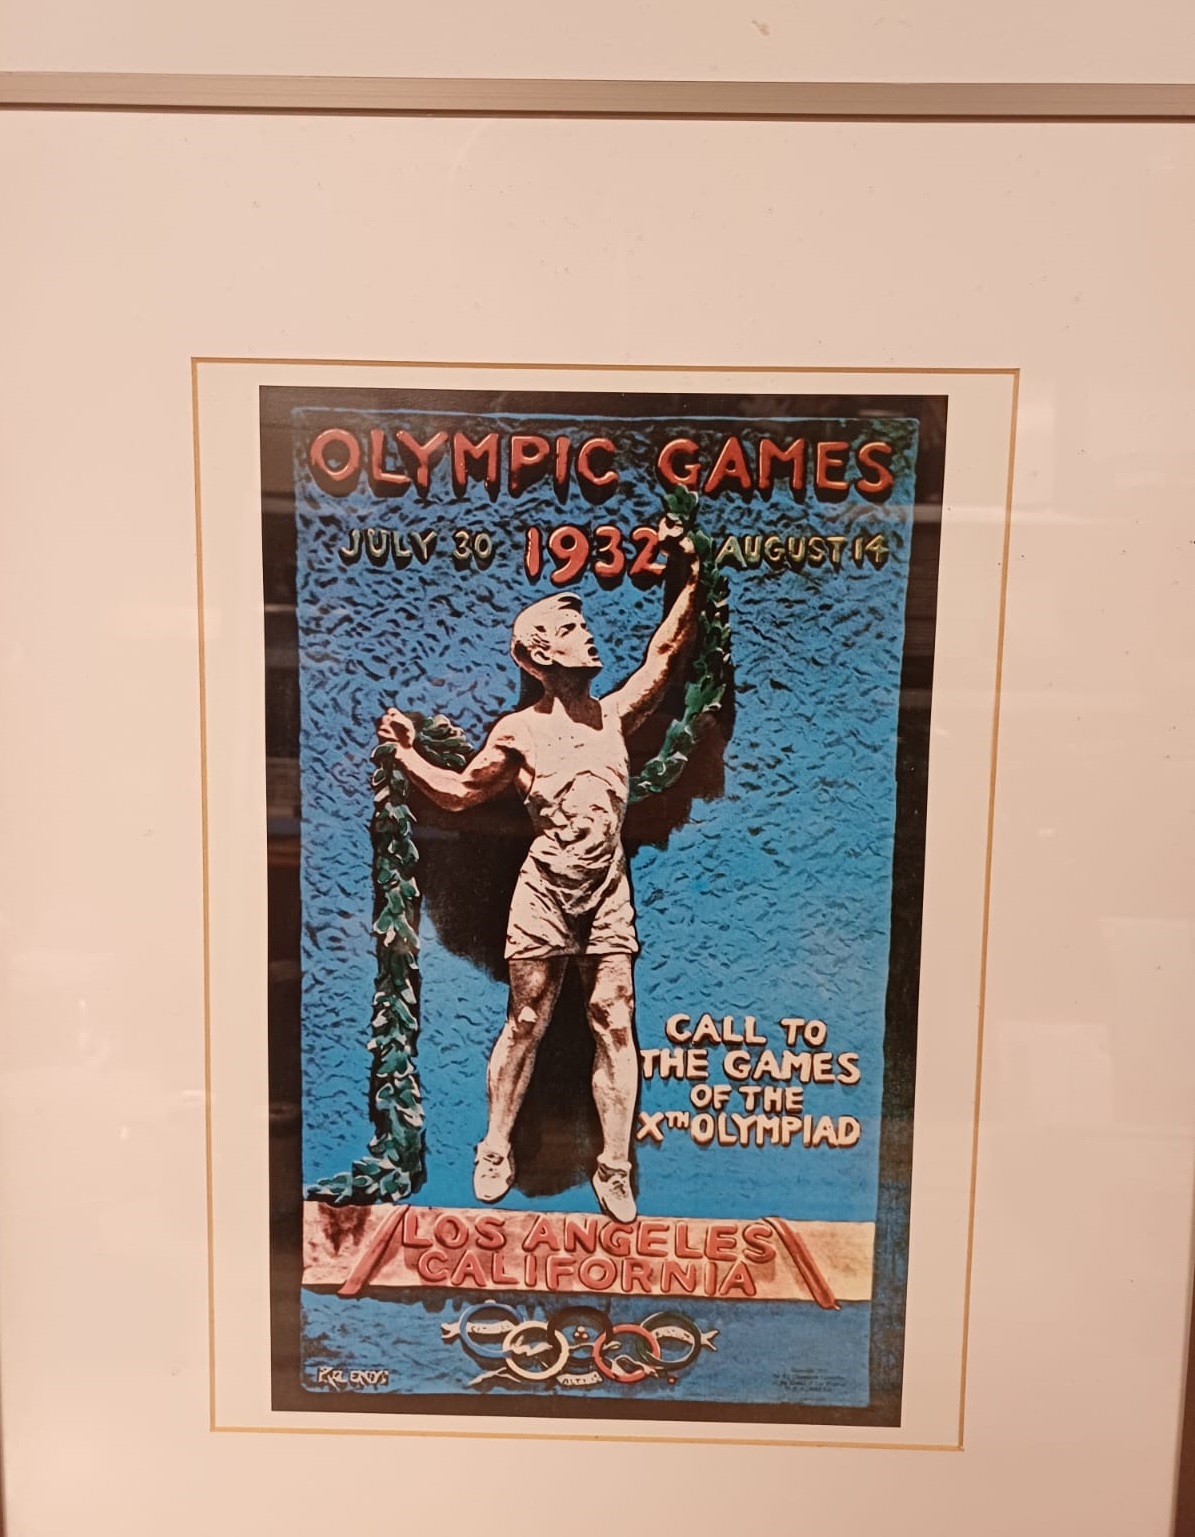 OLYMPIC GAMES
JULY 30 1932 AUGUST 14
CALL TO
THE GAMES
OF THE
XTH OLYMPIAD
LOS ANGELES
CALIFORNIA